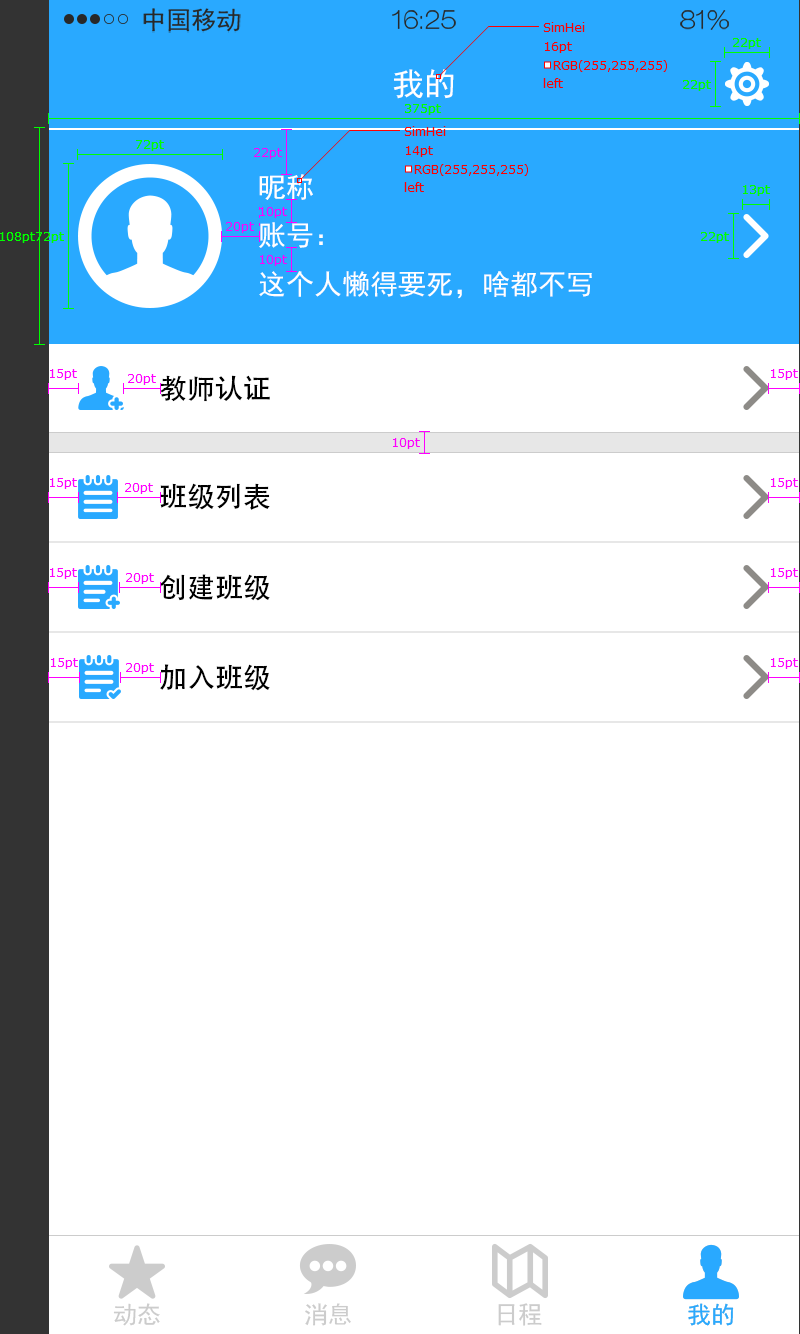 中国移动 16:25 81%
SimHei
16pt
RGB(255,255,255)
left
22pt
22pt
我的
375pt
SimHei
14pt
RGB(255,255,255)
left
72pt
22pt
昵称
10pt
20pt
108pt
72pt
账号：
10pt
22pt
这个人懒得要死，啥都不写
15pt 20pt 教师认证 15pt
10pt
15pt 20pt 班级列表 15pt
15pt 20pt 创建班级 15pt
15pt 20pt 加入班级 15pt
动态 消息 日程 我的